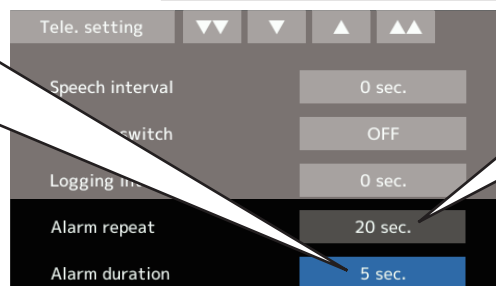 Tele. setting ▼▼ ▼ ▲ ▲▲
Speech interval 0 sec.
switch OFF
Logging 0 sec.
Alarm repeat 20 sec.
Alarm duration 5 sec.